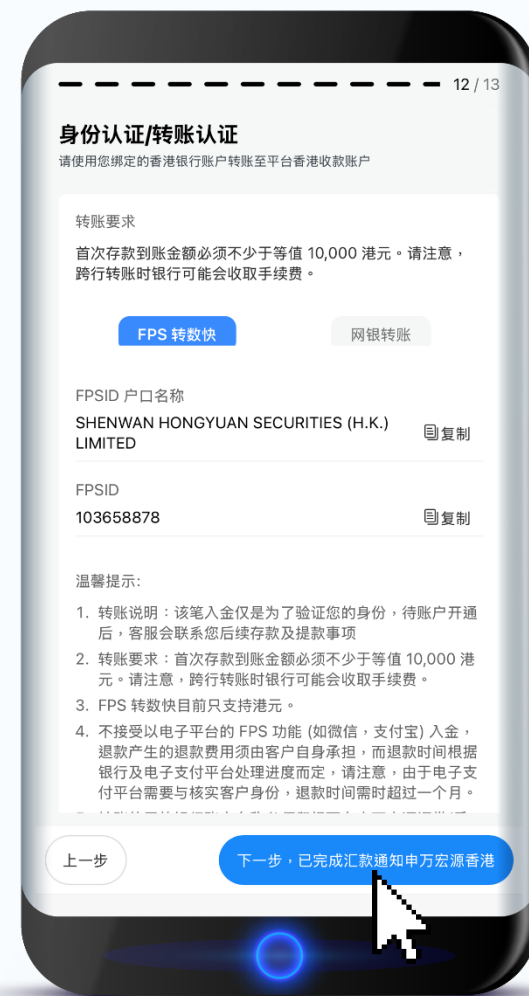 12 / 13
身份认证/转账认证
请使用您绑定的香港银行账户转账至平台香港收款账户
转账要求
首次存款到账金额必须不少于等值 10,000 港元。请注意，
跨行转账时银行可能会收取手续费。
FPS 转数快
网银转账
FPSID 户口名称
SHENWAN HONGYUAN SECURITIES (H.K.)
LIMITED
复制
FPSID
103658878
复制
温馨提示:
1. 转账说明：该笔入金仅是为了验证您的身份，待账户开通
后，客服会联系您后续存款及提款事项
2. 转账要求：首次存款到账金额必须不少于等值 10,000 港
元。请注意，跨行转账时银行可能会收取手续费。
3. FPS 转数快目前只支持港元。
4. 不接受以电子平台的 FPS 功能 (如微信，支付宝) 入金，
退款产生的退款费用须由客户自身承担，而退款时间根据
银行及电子支付平台处理进度而定，请注意，由于电子支
付平台需要与核实客户身份，退款时间需时超过一个月。
上一步
下一步，已完成汇款通知申万宏源香港